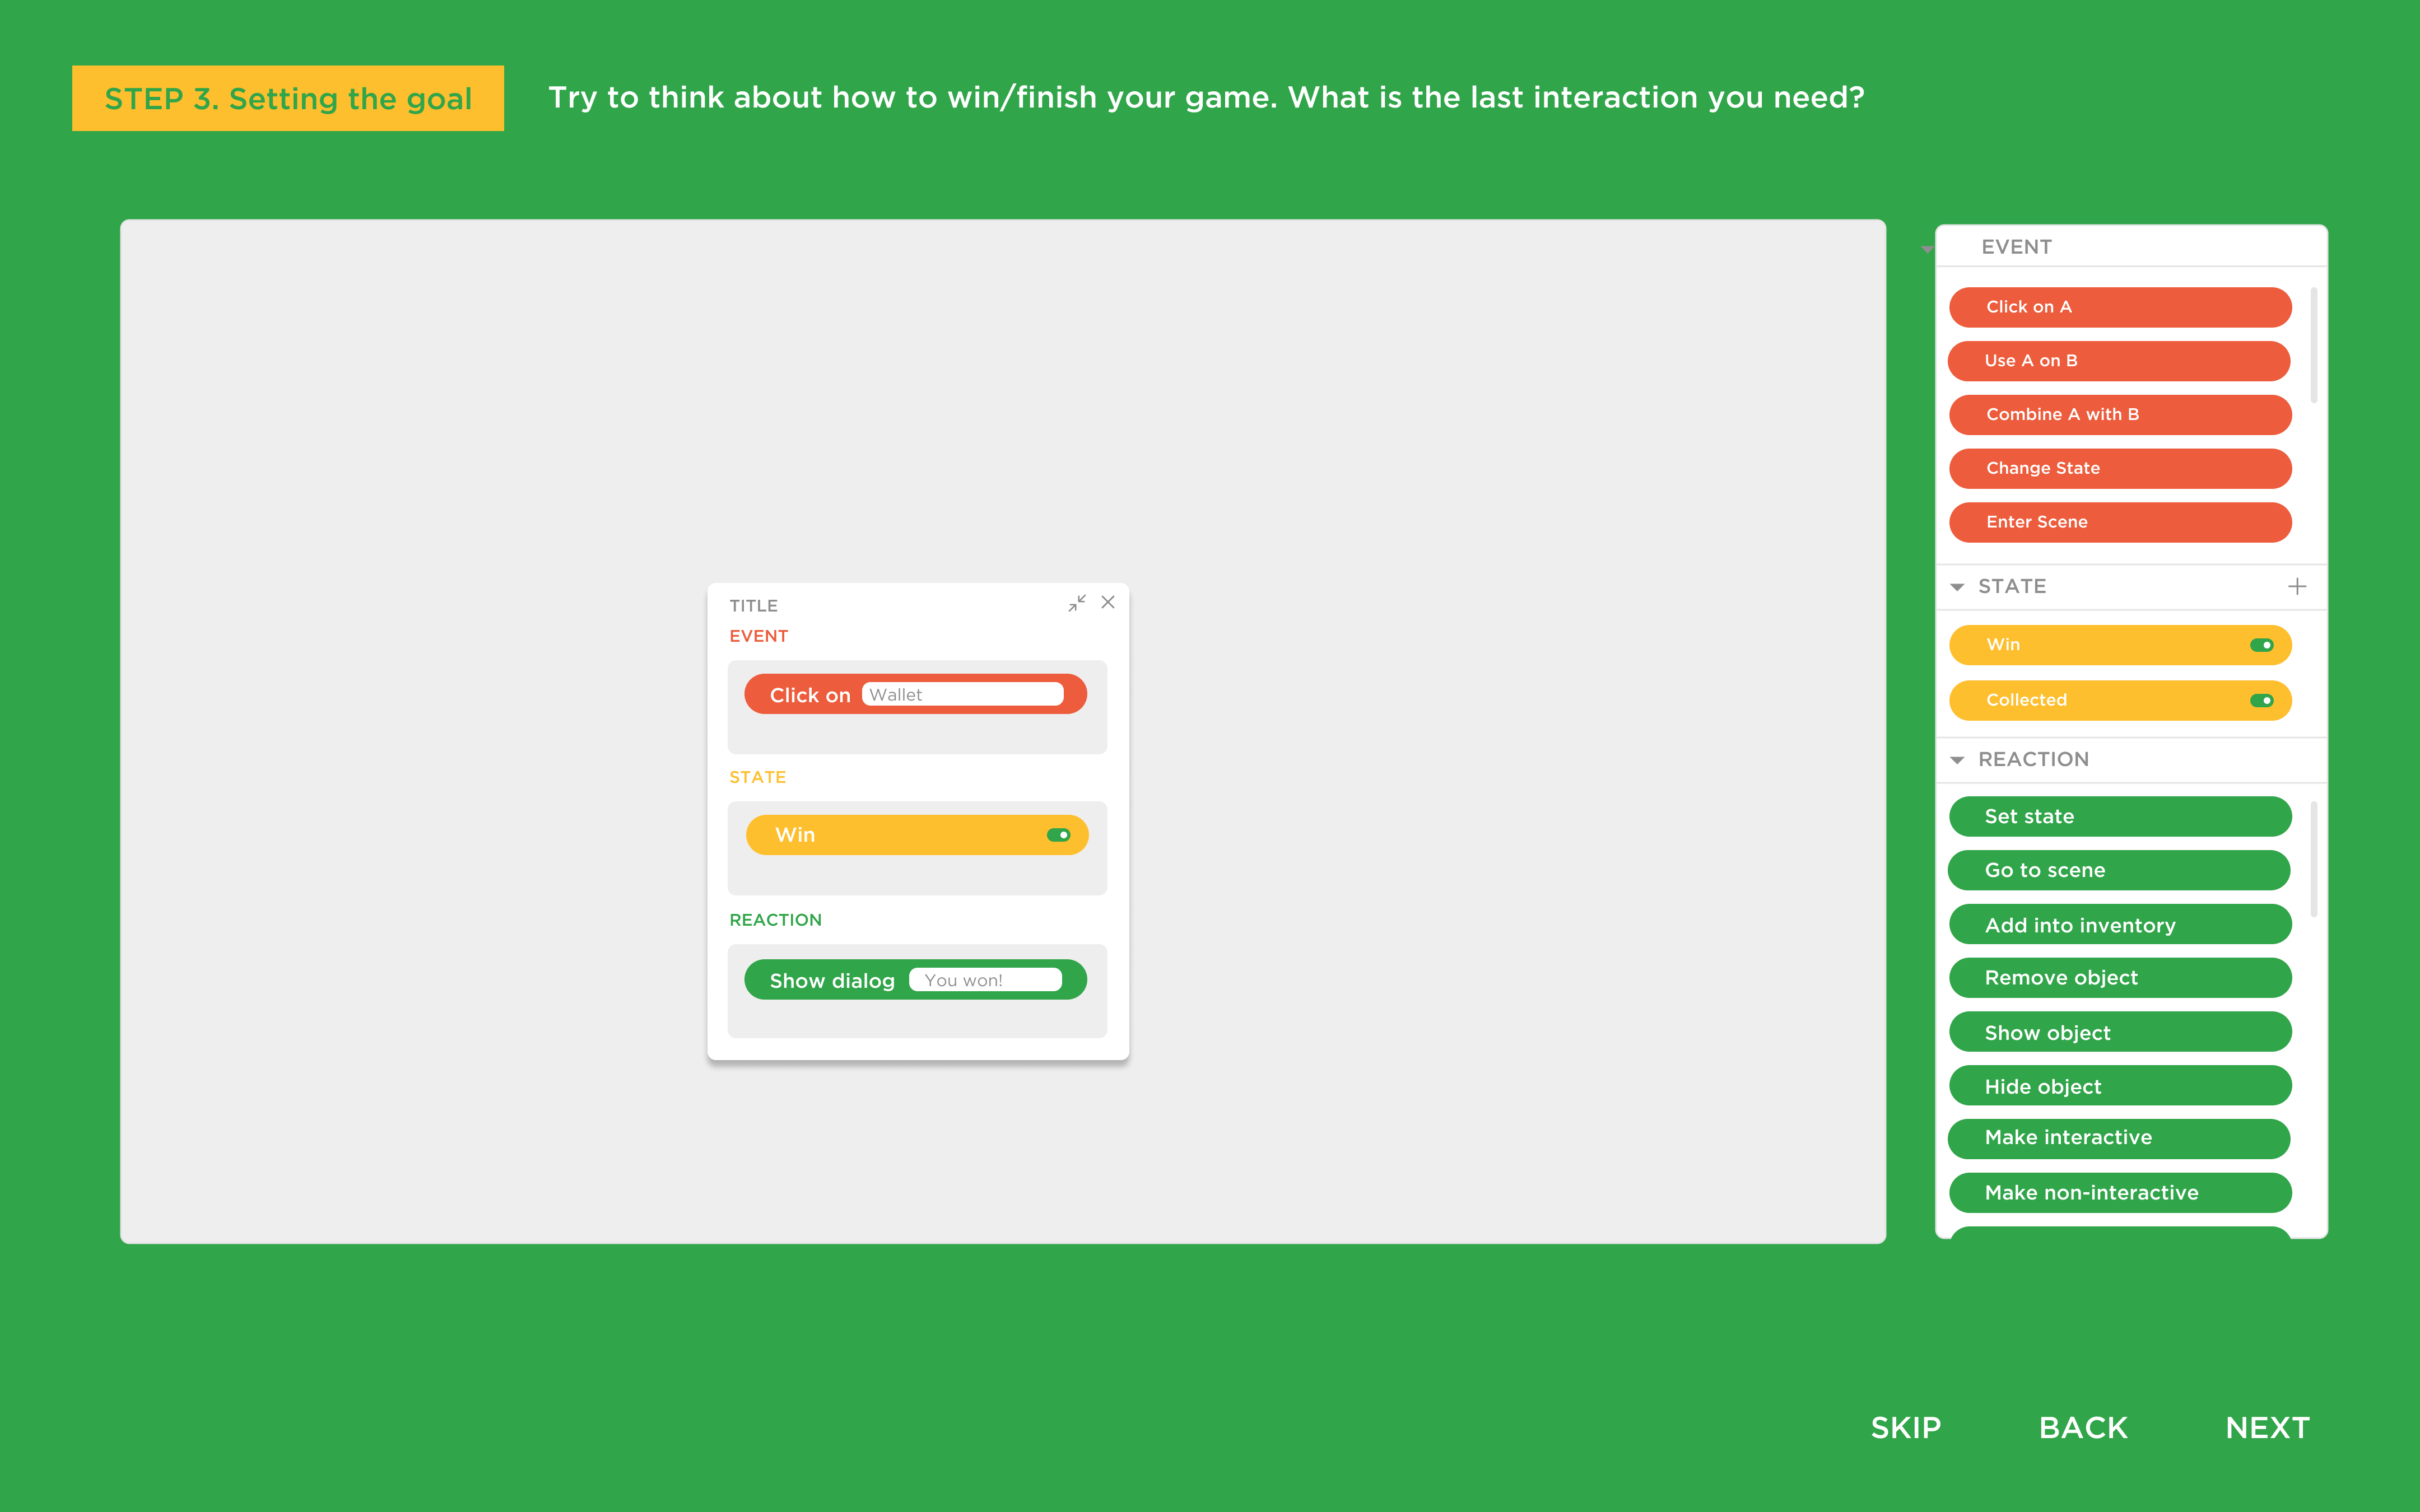 STEP 3. Setting the goal
Try to think about how to win/finish your game. What is the last interaction you need?
TITLE
EVENT
Click on Wallet
STATE
Win
REACTION
Show dialog You won!
EVENT
Click on A
Use A on B
Combine A with B
Change State
Enter Scene
STATE
Win
Collected
REACTION
Set state
Go to scene
Add into inventory
Remove object
Show object
Hide object
Make interactive
Make non-interactive
SKIP BACK NEXT